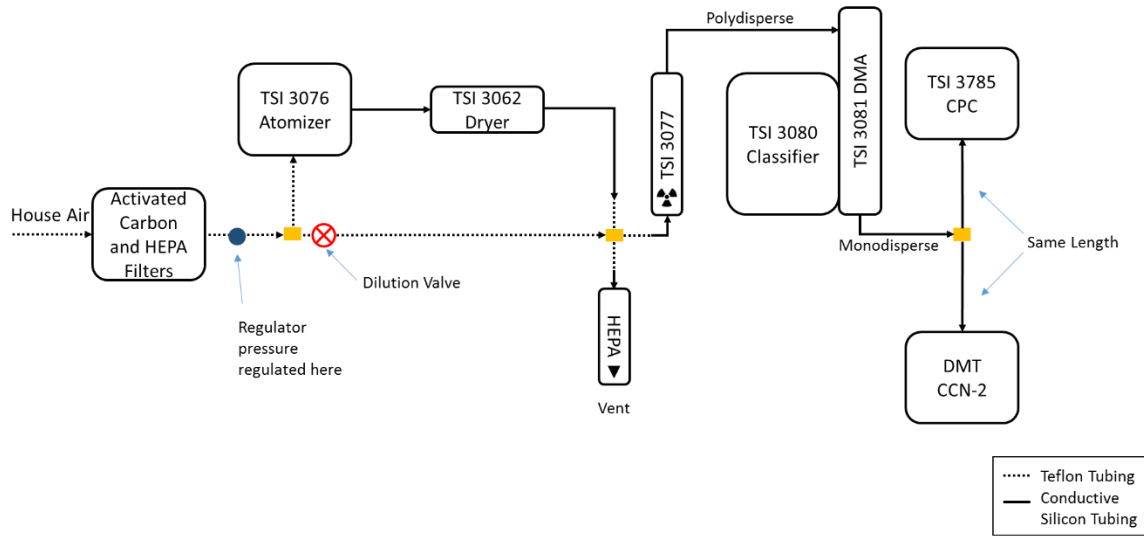 Polydisperse
TSI 3076
Atomizer
TSI 3062
Dryer
TSI 3077
TSI 3080
Classifier
TSI 3081 DMA
TSI 3785
CPC
House Air
Activated
Carbon
and HEPA
Filters
Dilution Valve
Regulator
pressure
regulated here
HEPA
Vent
Monodisperse
Same Length
DMT
CCN-2
Teflon Tubing
Conductive
Silicon Tubing